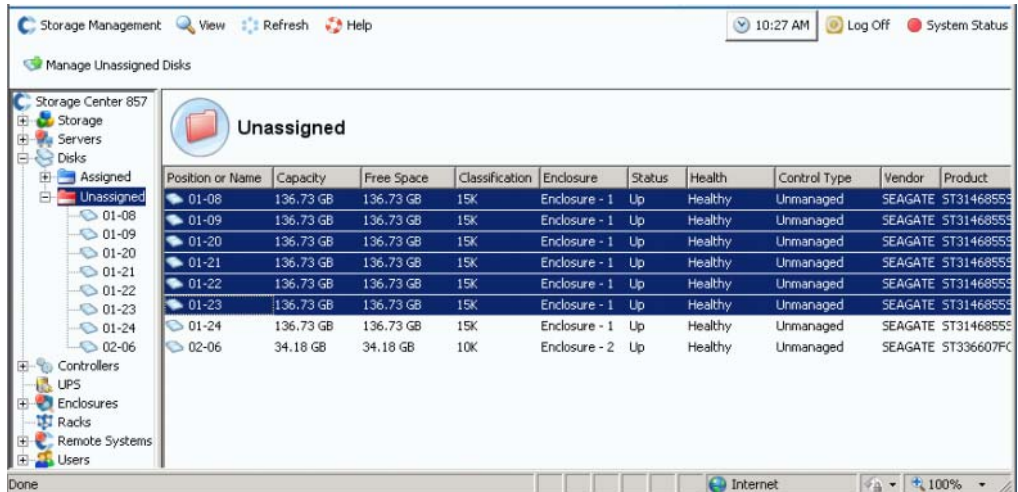 Storage Management View Refresh Help 10:27 AM Log Off System Status
Manage Unassigned Disks
Storage Center 857
Storage
Servers
Disks
Assigned
Unassigned
01-08
01-09
01-20
01-21
01-22
01-23
01-24
02-06
Controllers
UPS
Enclosures
Racks
Remote Systems
Users
Unassigned
Position or Name Capacity Free Space Classification Enclosure Status Health Control Type Vendor Product
01-08 136.73 GB 136.73 GB 15K Enclosure - 1 Up Healthy Unmanaged SEAGATE ST3146855S
01-09 136.73 GB 136.73 GB 15K Enclosure - 1 Up Healthy Unmanaged SEAGATE ST3146855S
01-20 136.73 GB 136.73 GB 15K Enclosure - 1 Up Healthy Unmanaged SEAGATE ST3146855S
01-21 136.73 GB 136.73 GB 15K Enclosure - 1 Up Healthy Unmanaged SEAGATE ST3146855S
01-22 136.73 GB 136.73 GB 15K Enclosure - 1 Up Healthy Unmanaged SEAGATE ST3146855S
01-23 136.73 GB 136.73 GB 15K Enclosure - 1 Up Healthy Unmanaged SEAGATE ST3146855S
01-24 136.73 GB 136.73 GB 15K Enclosure - 1 Up Healthy Unmanaged SEAGATE ST3146855S
02-06 34.18 GB 34.18 GB 10K Enclosure - 2 Up Healthy Unmanaged SEAGATE ST336607FC
Done Internet 100%